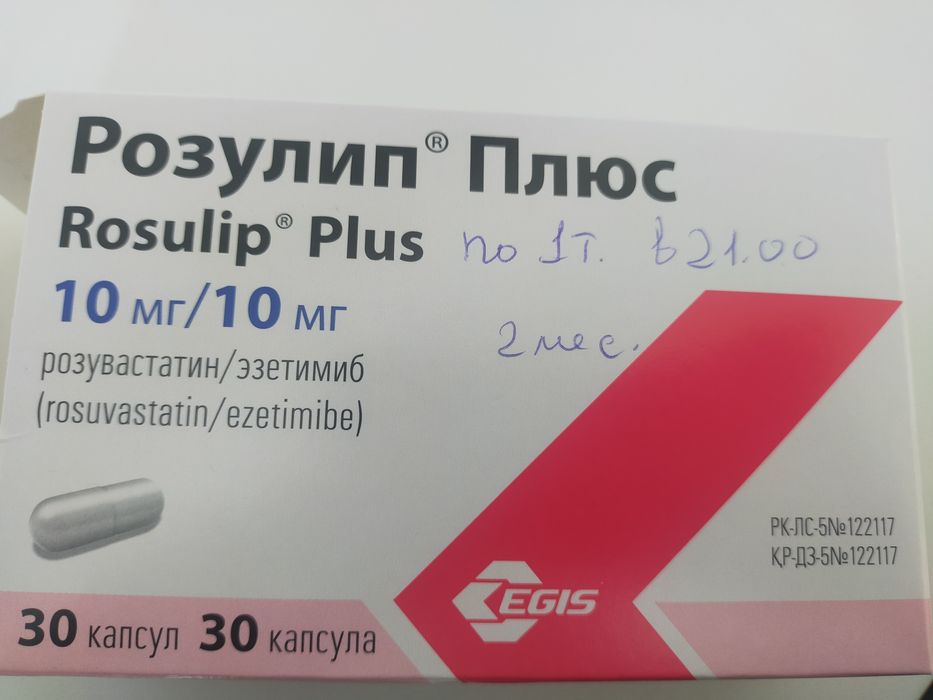 Розулип® Плюс
Rosulip® Plus по 1т. в 21.00
10 мг/10 мг 2 мес.
розувастатин/эзетимиб
(rosuvastatin/ezetimibe)
РК-ЛС-5№122117
ҚР-ДЗ-5№122117
EGIS
30 капсул 30 капсула